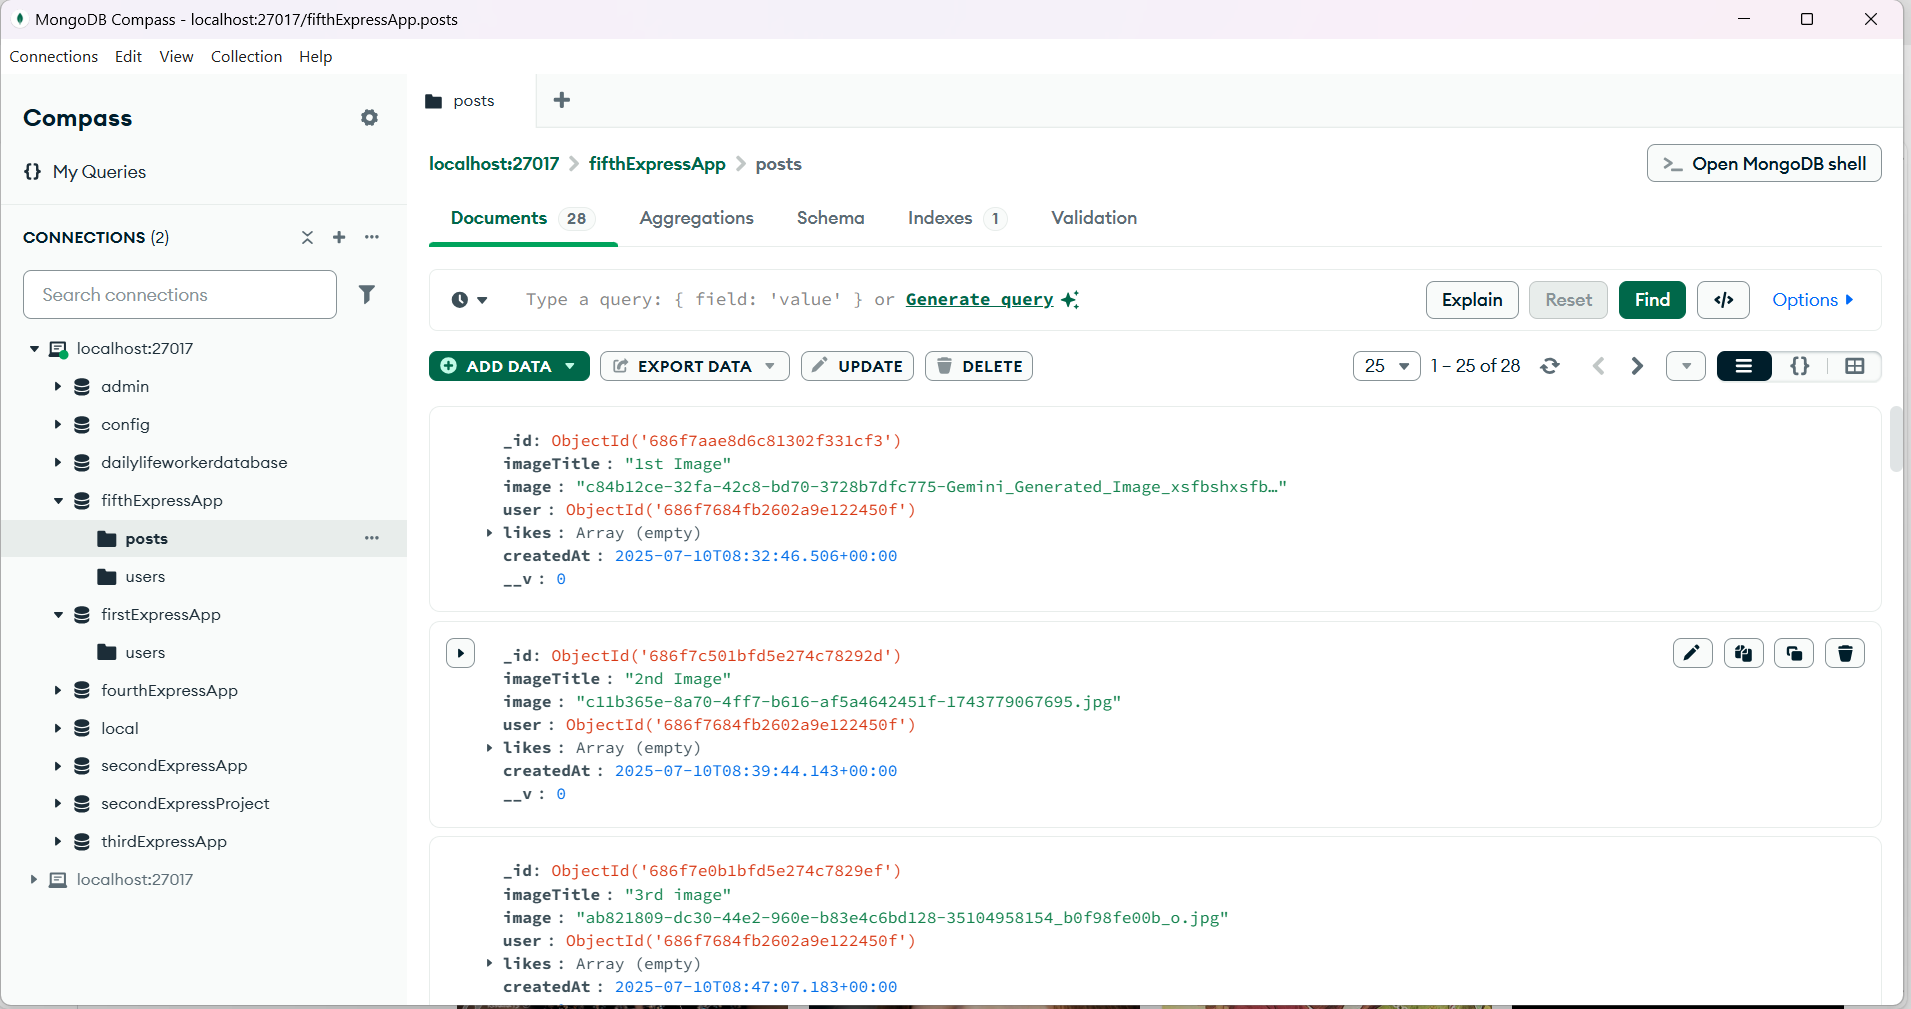 MongoDB Compass - localhost:27017/fifthExpressApp.posts
Connections Edit View Collection Help
Compass
{} My Queries
CONNECTIONS (2)
Search connections
localhost:27017
admin
config
dailylifeworkerdatabase
fifthExpressApp
posts
users
firstExpressApp
users
fourthExpressApp
local
secondExpressApp
secondExpressProject
thirdExpressApp
localhost:27017
posts
localhost:27017 > fifthExpressApp > posts
>_ Open MongoDB shell
Documents 28 Aggregations Schema Indexes 1 Validation
Type a query: { field: 'value' } or Generate query
Explain Reset Find </> Options
ADD DATA EXPORT DATA UPDATE DELETE
25 1 – 25 of 28 {}
_id: ObjectId('686f7aae8d6c81302f331cf3')
imageTitle : "1st Image"
image : "c84b12ce-32fa-42c8-bd70-3728b7dfc775-Gemini_Generated_Image_xsfbshxsfb…"
user : ObjectId('686f7684fb2602a9e122450f')
likes : Array (empty)
createdAt : 2025-07-10T08:32:46.506+00:00
__v : 0
_id: ObjectId('686f7c501bfd5e274c78292d')
imageTitle : "2nd Image"
image : "c11b365e-8a70-4ff7-b616-af5a4642451f-1743779067695.jpg"
user : ObjectId('686f7684fb2602a9e122450f')
likes : Array (empty)
createdAt : 2025-07-10T08:39:44.143+00:00
__v : 0
_id: ObjectId('686f7e0b1bfd5e274c7829ef')
imageTitle : "3rd image"
image : "ab821809-dc30-44e2-960e-b83e4c6bd128-35104958154_b0f98fe00b_o.jpg"
user : ObjectId('686f7684fb2602a9e122450f')
likes : Array (empty)
createdAt : 2025-07-10T08:47:07.183+00:00